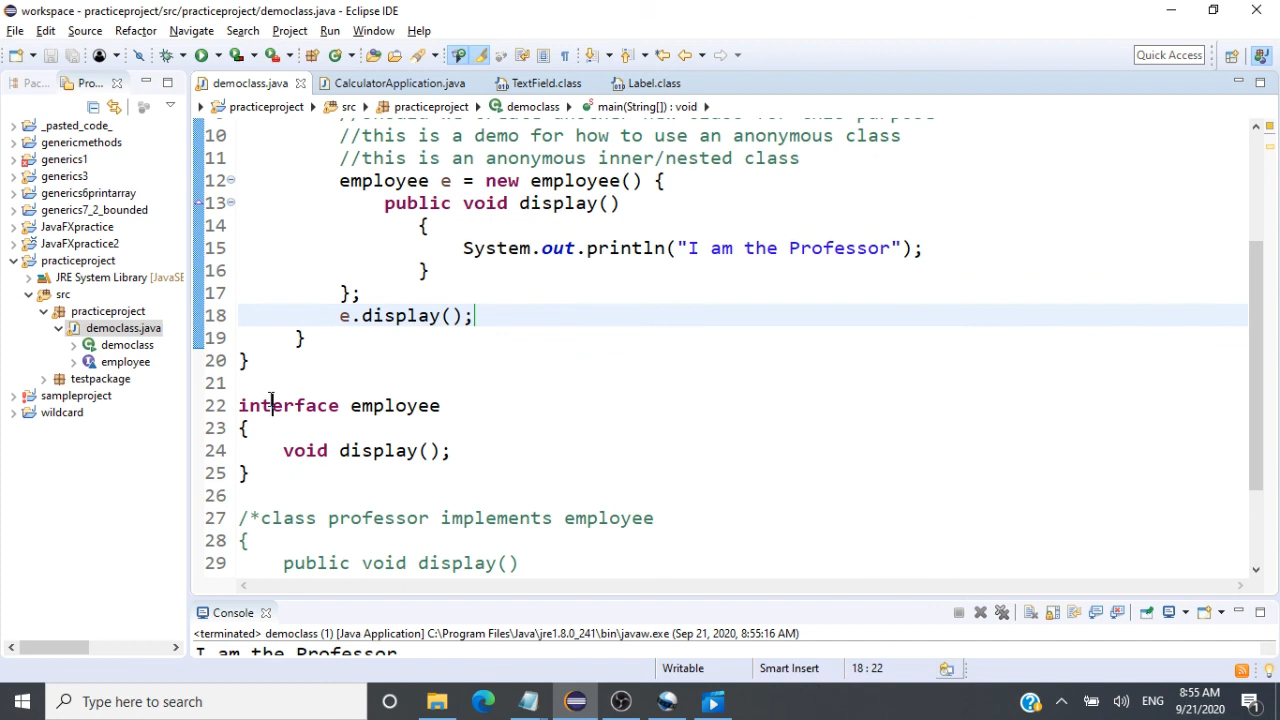 workspace - practiceproject/src/practiceproject/democlass.java - Eclipse IDE
File Edit Source Refactor Navigate Search Project Run Window Help
Quick Access
Pac... Pro... democlass.java CalculatorApplication.java TextField.class Label.class
practiceproject src practiceproject democlass main(String[]) : void
_pasted_code_
genericmethods
generics1
generics3
generics6printarray
generics7_2_bounded
JavaFXpractice
JavaFXpractice2
practiceproject
JRE System Library [JavaSE
src
practiceproject
democlass.java
democlass
employee
testpackage
sampleproject
wildcard
10 //this is a demo for how to use an anonymous class
11 //this is an anonymous inner/nested class
12 employee e = new employee() {
13 public void display()
14 {
15 System.out.println("I am the Professor");
16 }
17 };
18 e.display();
19 }
20 }
21
22 interface employee
23 {
24 void display();
25 }
26
27 /*class professor implements employee
28 {
29 public void display()
Console
<terminated> democlass (1) [Java Application] C:\Program Files\Java\jre1.8.0_241\bin\javaw.exe (Sep 21, 2020, 8:55:16 AM)
I am the Professor
Writable Smart Insert 18 : 22
Type here to search
ENG
8:55 AM
9/21/2020
1